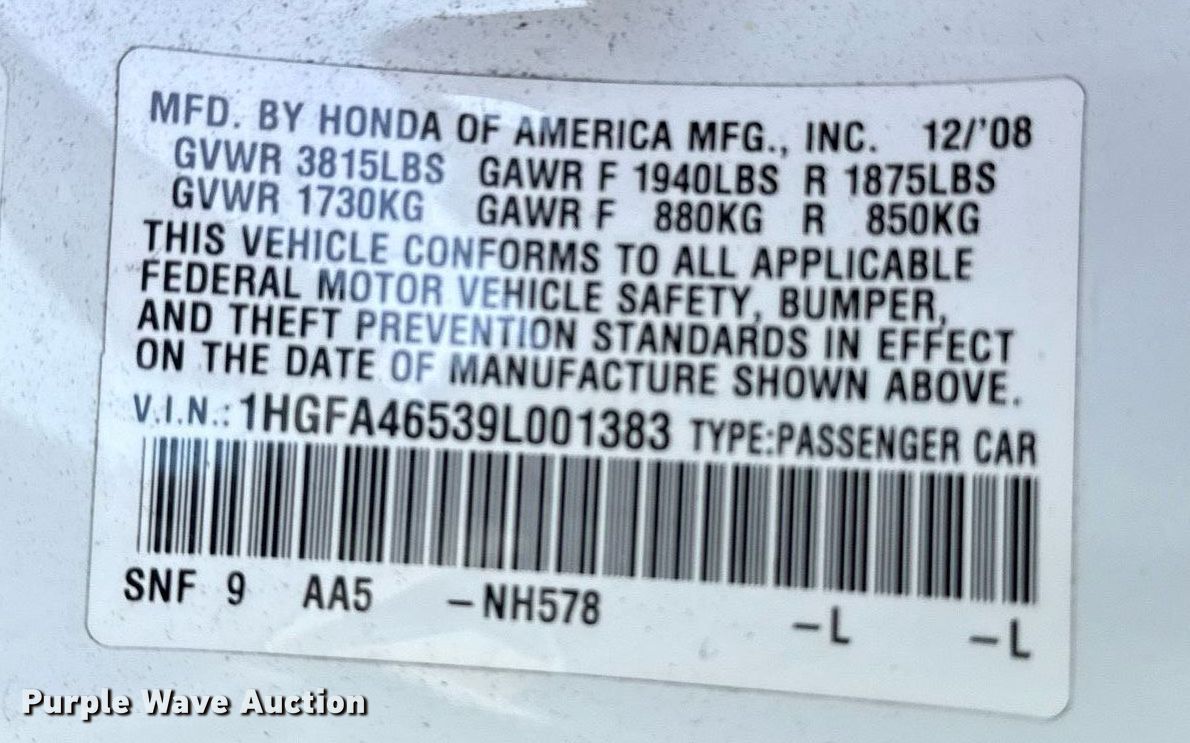 MFD. BY HONDA OF AMERICA MFG., INC. 12/'08
GVWR 3815LBS GAWR F 1940LBS R 1875LBS
GVWR 1730KG GAWR F 880KG R 850KG
THIS VEHICLE CONFORMS TO ALL APPLICABLE
FEDERAL MOTOR VEHICLE SAFETY, BUMPER,
AND THEFT PREVENTION STANDARDS IN EFFECT
ON THE DATE OF MANUFACTURE SHOWN ABOVE.
V.I.N.: 1HGFA46539L001383 TYPE:PASSENGER CAR
SNF 9 AA5 -NH578 -L -L
Purple Wave Auction